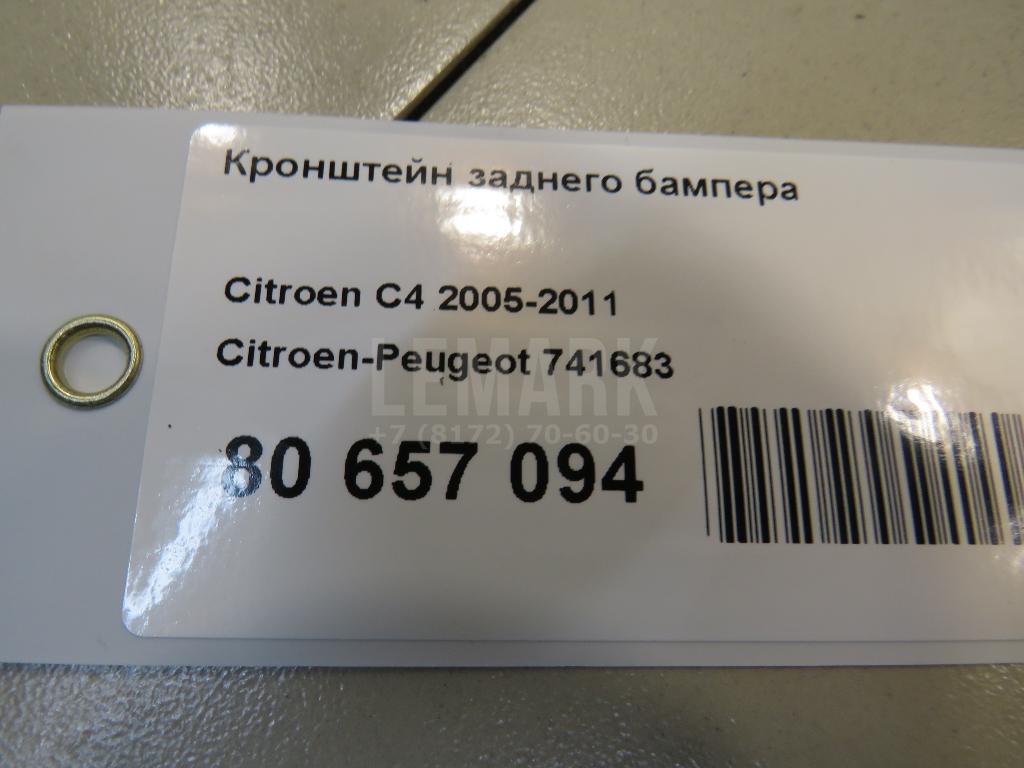 Кронштейн заднего бампера
Citroen C4 2005-2011
Citroen-Peugeot 741683
LEMARK
+7 (8172) 70-60-30
80 657 094